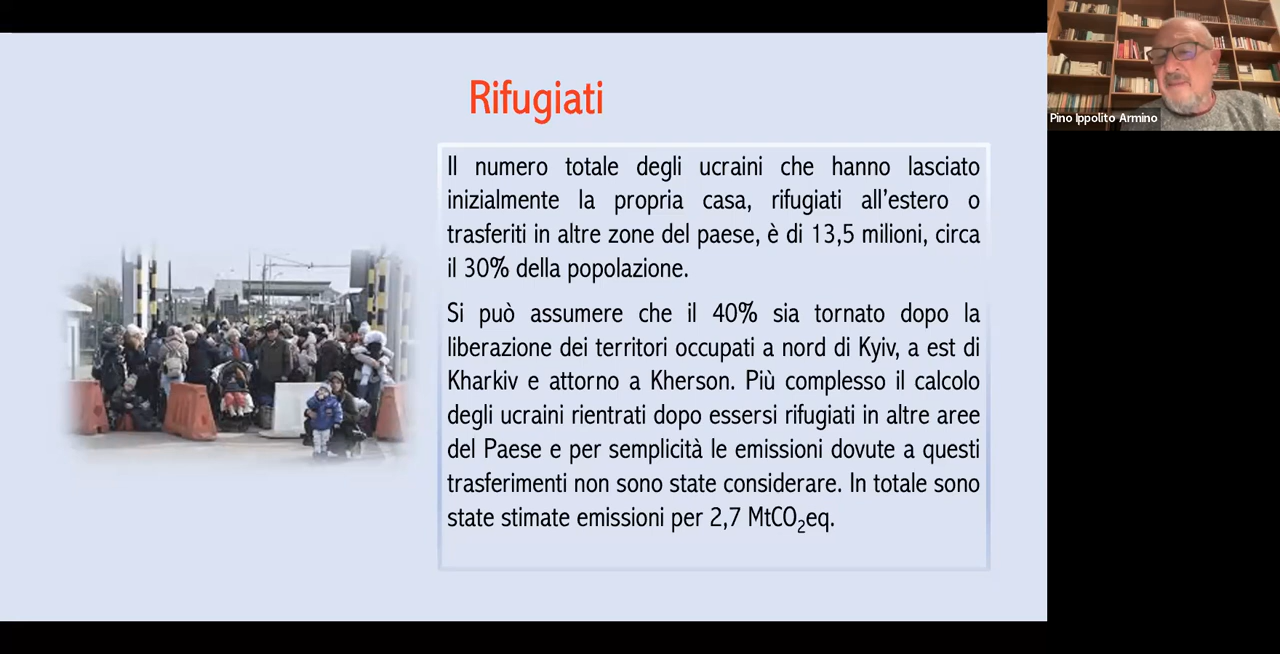 Rifugiati
Il numero totale degli ucraini che hanno lasciato
inizialmente la propria casa, rifugiati all'estero o
trasferiti in altre zone del paese, è di 13,5 milioni, circa
il 30% della popolazione.
Si può assumere che il 40% sia tornato dopo la
liberazione dei territori occupati a nord di Kyiv, a est di
Kharkiv e attorno a Kherson. Più complesso il calcolo
degli ucraini rientrati dopo essersi rifugiati in altre aree
del Paese e per semplicità le emissioni dovute a questi
trasferimenti non sono state considerare. In totale sono
state stimate emissioni per 2,7 MtCO₂eq.
Pino Ippolito Armino